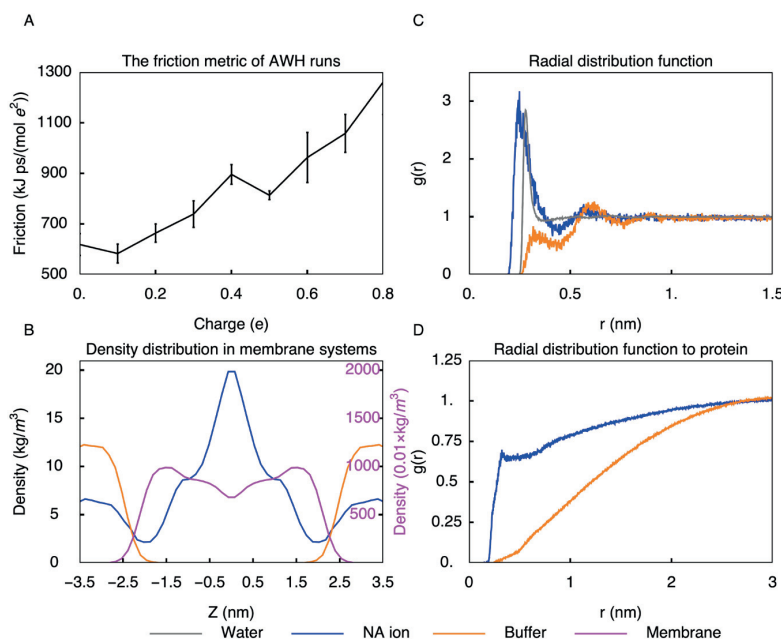 A
The friction metric of AWH runs
1300
1100
900
700
500
Friction (kJ ps/(mol e²))
0. 0.2 0.4 0.6 0.8
Charge (e)
C
Radial distribution function
3
2
1
0
g(r)
0. 0.5 1. 1.5
r (nm)
B
Density distribution in membrane systems
20
15
10
5
0
Density (kg/m³)
2000
1500
1000
500
Density (0.01×kg/m³)
−3.5 −2.5 −1.5 −0.5 0.5 1.5 2.5 3.5
Z (nm)
D
Radial distribution function to protein
1.25
1.00
0.75
0.5
0.25
0.
g(r)
0 1 2 3
r (nm)
Water NA ion Buffer Membrane